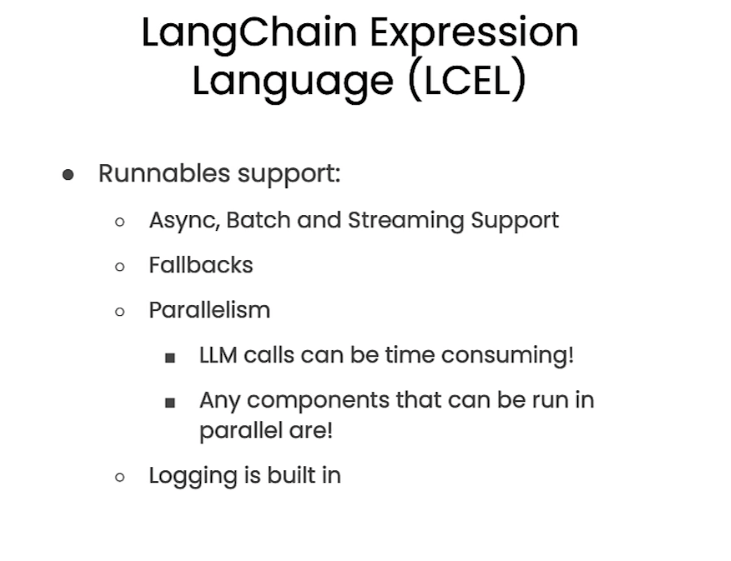 LangChain Expression
Language (LCEL)
● Runnables support:
○ Async, Batch and Streaming Support
○ Fallbacks
○ Parallelism
■ LLM calls can be time consuming!
■ Any components that can be run in
parallel are!
○ Logging is built in